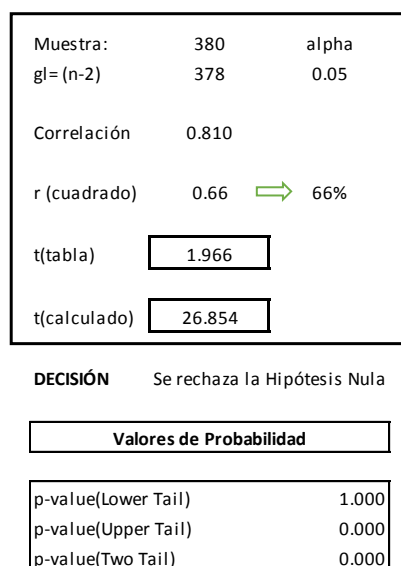 Muestra: 380 alpha
gl= (n-2) 378 0.05
Correlación 0.810
r (cuadrado) 0.66 66%
t(tabla) 1.966
t(calculado) 26.854
DECISIÓN Se rechaza la Hipótesis Nula
Valores de Probabilidad
p-value(Lower Tail) 1.000
p-value(Upper Tail) 0.000
p-value(Two Tail) 0.000